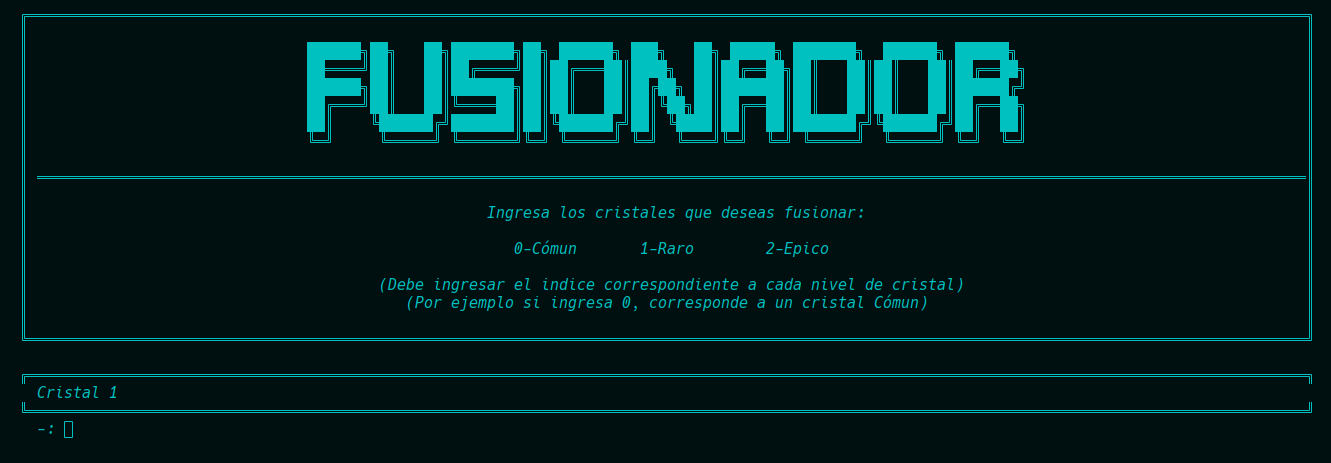 FUSIONADOR
Ingresa los cristales que deseas fusionar:
0-Cómun 1-Raro 2-Epico
(Debe ingresar el indice correspondiente a cada nivel de cristal)
(Por ejemplo si ingresa 0, corresponde a un cristal Cómun)
Cristal 1
-: